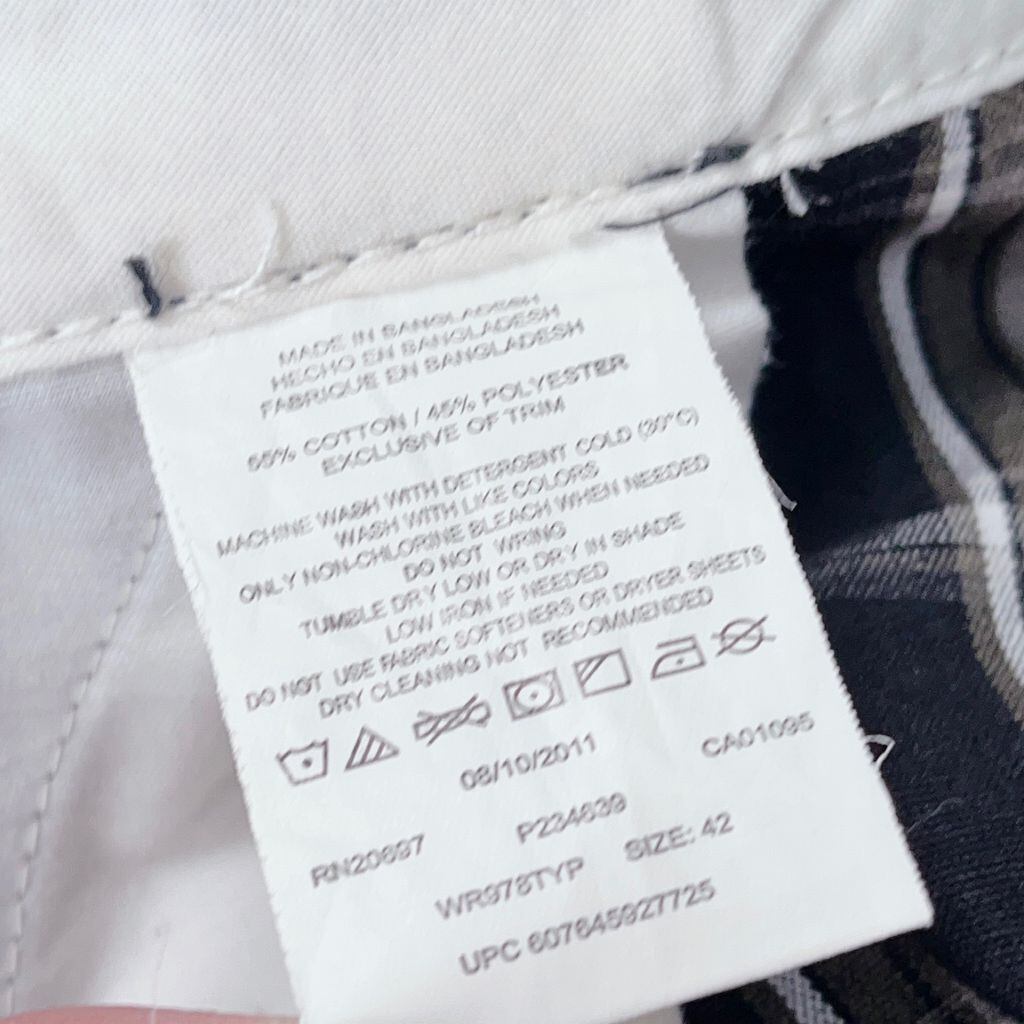 MADE IN BANGLADESH
HECHO EN BANGLADESH
FABRIQUE EN BANGLADESH
55% COTTON / 45% POLYESTER
EXCLUSIVE OF TRIM
MACHINE WASH WITH DETERGENT COLD (30°C)
WASH WITH LIKE COLORS
ONLY NON-CHLORINE BLEACH WHEN NEEDED
DO NOT WRING
TUMBLE DRY LOW OR DRY IN SHADE
LOW IRON IF NEEDED
DO NOT USE FABRIC SOFTENERS OR DRYER SHEETS
DRY CLEANING NOT RECOMMENDED
08/10/2011 CA01095
RN20697 P234639
WR978TYP SIZE: 42
UPC 607645927725